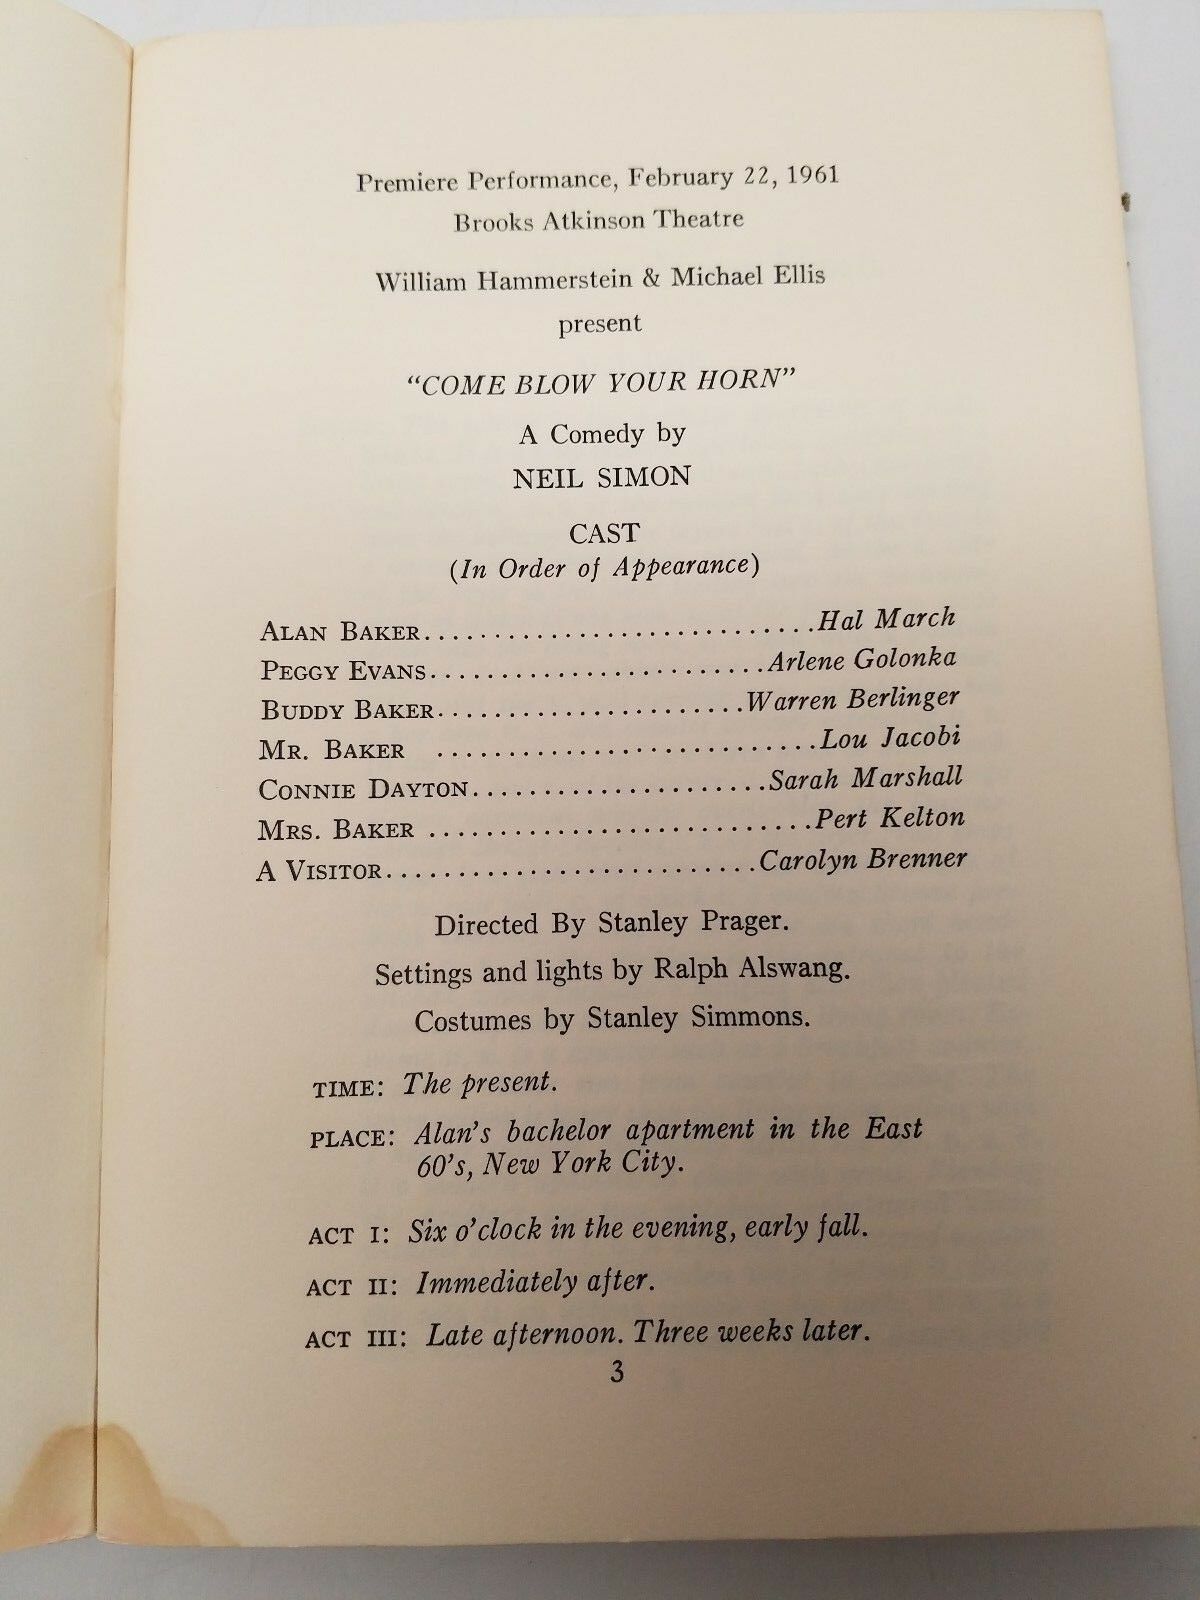 Premiere Performance, February 22, 1961
Brooks Atkinson Theatre
William Hammerstein & Michael Ellis
present
"COME BLOW YOUR HORN"
A Comedy by
NEIL SIMON
CAST
(In Order of Appearance)
ALAN BAKER............................Hal March
PEGGY EVANS........................Arlene Golonka
BUDDY BAKER......................Warren Berlinger
MR. BAKER ...........................Lou Jacobi
CONNIE DAYTON.....................Sarah Marshall
MRS. BAKER ...........................Pert Kelton
A VISITOR..........................Carolyn Brenner
Directed By Stanley Prager.
Settings and lights by Ralph Alswang.
Costumes by Stanley Simmons.
TIME: The present.
PLACE: Alan's bachelor apartment in the East
60's, New York City.
ACT I: Six o'clock in the evening, early fall.
ACT II: Immediately after.
ACT III: Late afternoon. Three weeks later.
3